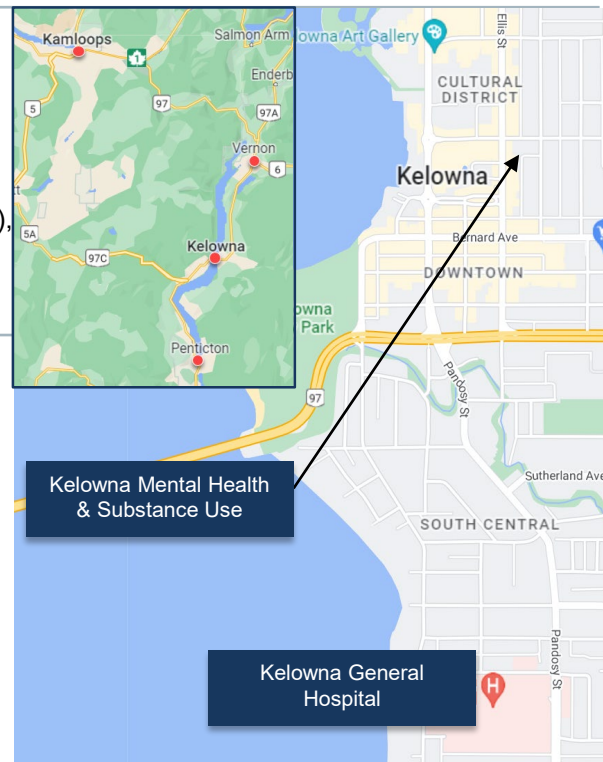 Kamloops
Salmon Arm
1
Enderb
5
97
97A
Vernon
6
5A
),
97C
Kelowna
Penticton
lowna Art Gallery
Ellis St
CULTURAL
DISTRICT
Kelowna
Bernard Ave
DOWNTOWN
owna
Park
97
Pandosy St
Sutherland Ave
Kelowna Mental Health
& Substance Use
SOUTH CENTRAL
Kelowna General
Hospital
H
Pandosy St